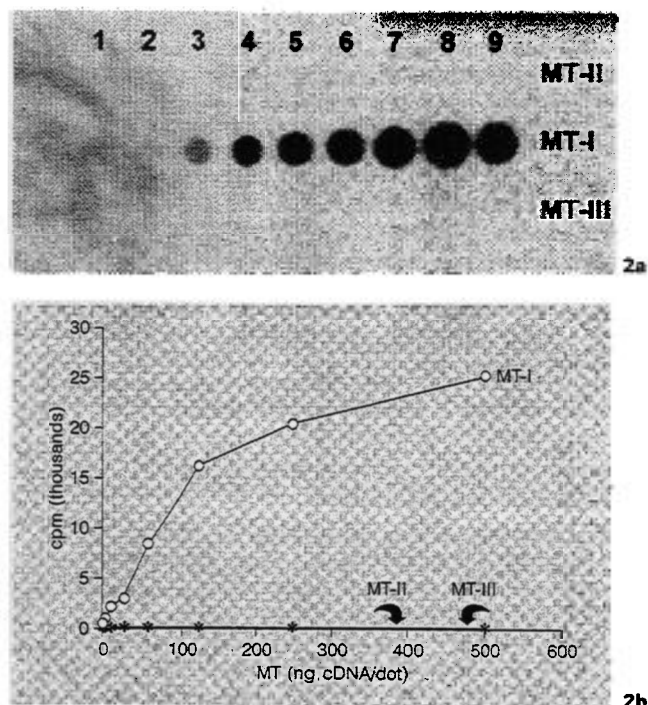 1 2 3 4 5 6 7 8 9
MT-II
MT-I
MT-III
2a
30
25
20
15
10
5
0
cpm (thousands)
MT-I
MT-II MT-III
0 100 200 300 400 500 600
MT (ng.cDNA/dot)
2b